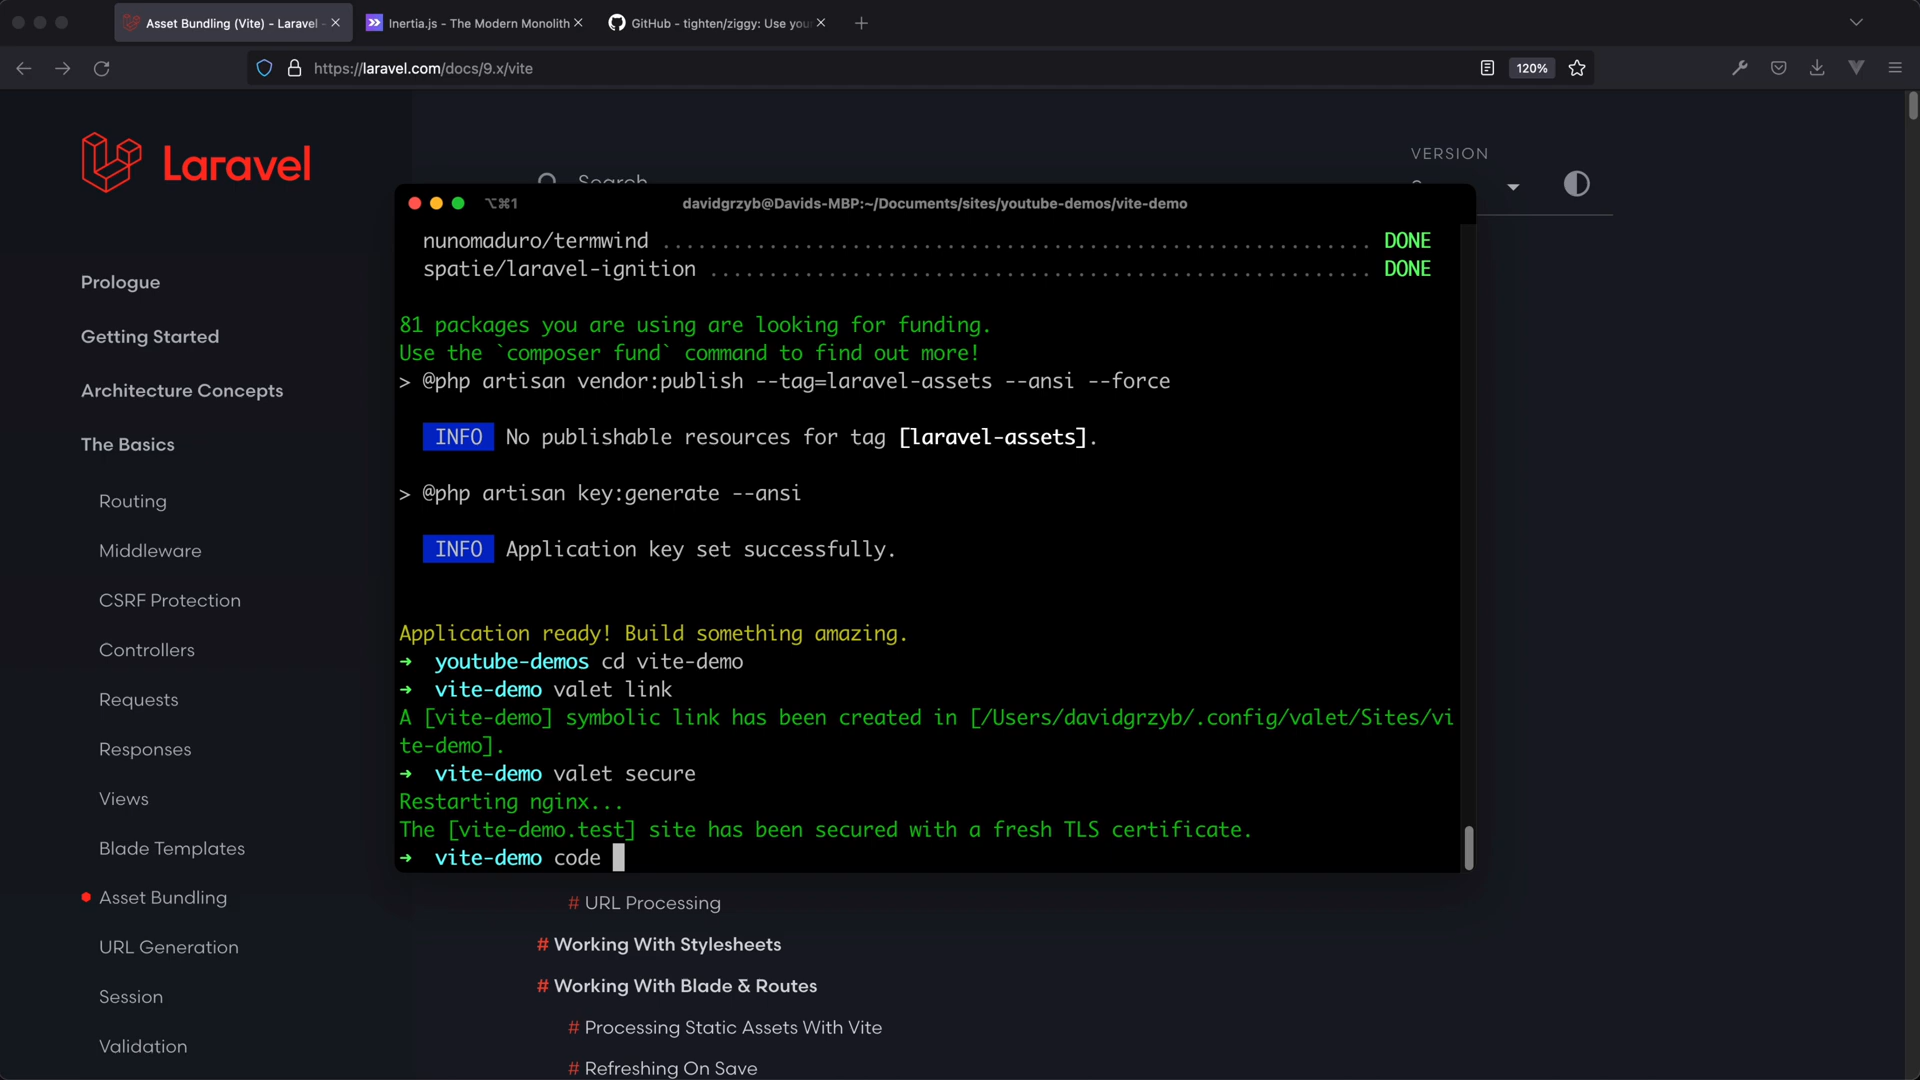 Asset Bundling (Vite) - Laravel -
Inertia.js - The Modern Monolith
GitHub - tighten/ziggy: Use you
https://laravel.com/docs/9.x/vite
120%
Laravel
VERSION
Search
Prologue
Getting Started
Architecture Concepts
The Basics
Routing
Middleware
CSRF Protection
Controllers
Requests
Responses
Views
Blade Templates
Asset Bundling
URL Generation
Session
Validation
⌥⌘1
davidgrzyb@Davids-MBP:~/Documents/sites/youtube-demos/vite-demo
nunomaduro/termwind ............................................................ DONE
spatie/laravel-ignition ........................................................ DONE
81 packages you are using are looking for funding.
Use the `composer fund` command to find out more!
> @php artisan vendor:publish --tag=laravel-assets --ansi --force
INFO No publishable resources for tag [laravel-assets].
> @php artisan key:generate --ansi
INFO Application key set successfully.
Application ready! Build something amazing.
➜ youtube-demos cd vite-demo
➜ vite-demo valet link
A [vite-demo] symbolic link has been created in [/Users/davidgrzyb/.config/valet/Sites/vi
te-demo].
➜ vite-demo valet secure
Restarting nginx...
The [vite-demo.test] site has been secured with a fresh TLS certificate.
➜ vite-demo code
# URL Processing
# Working With Stylesheets
# Working With Blade & Routes
# Processing Static Assets With Vite
# Refreshing On Save